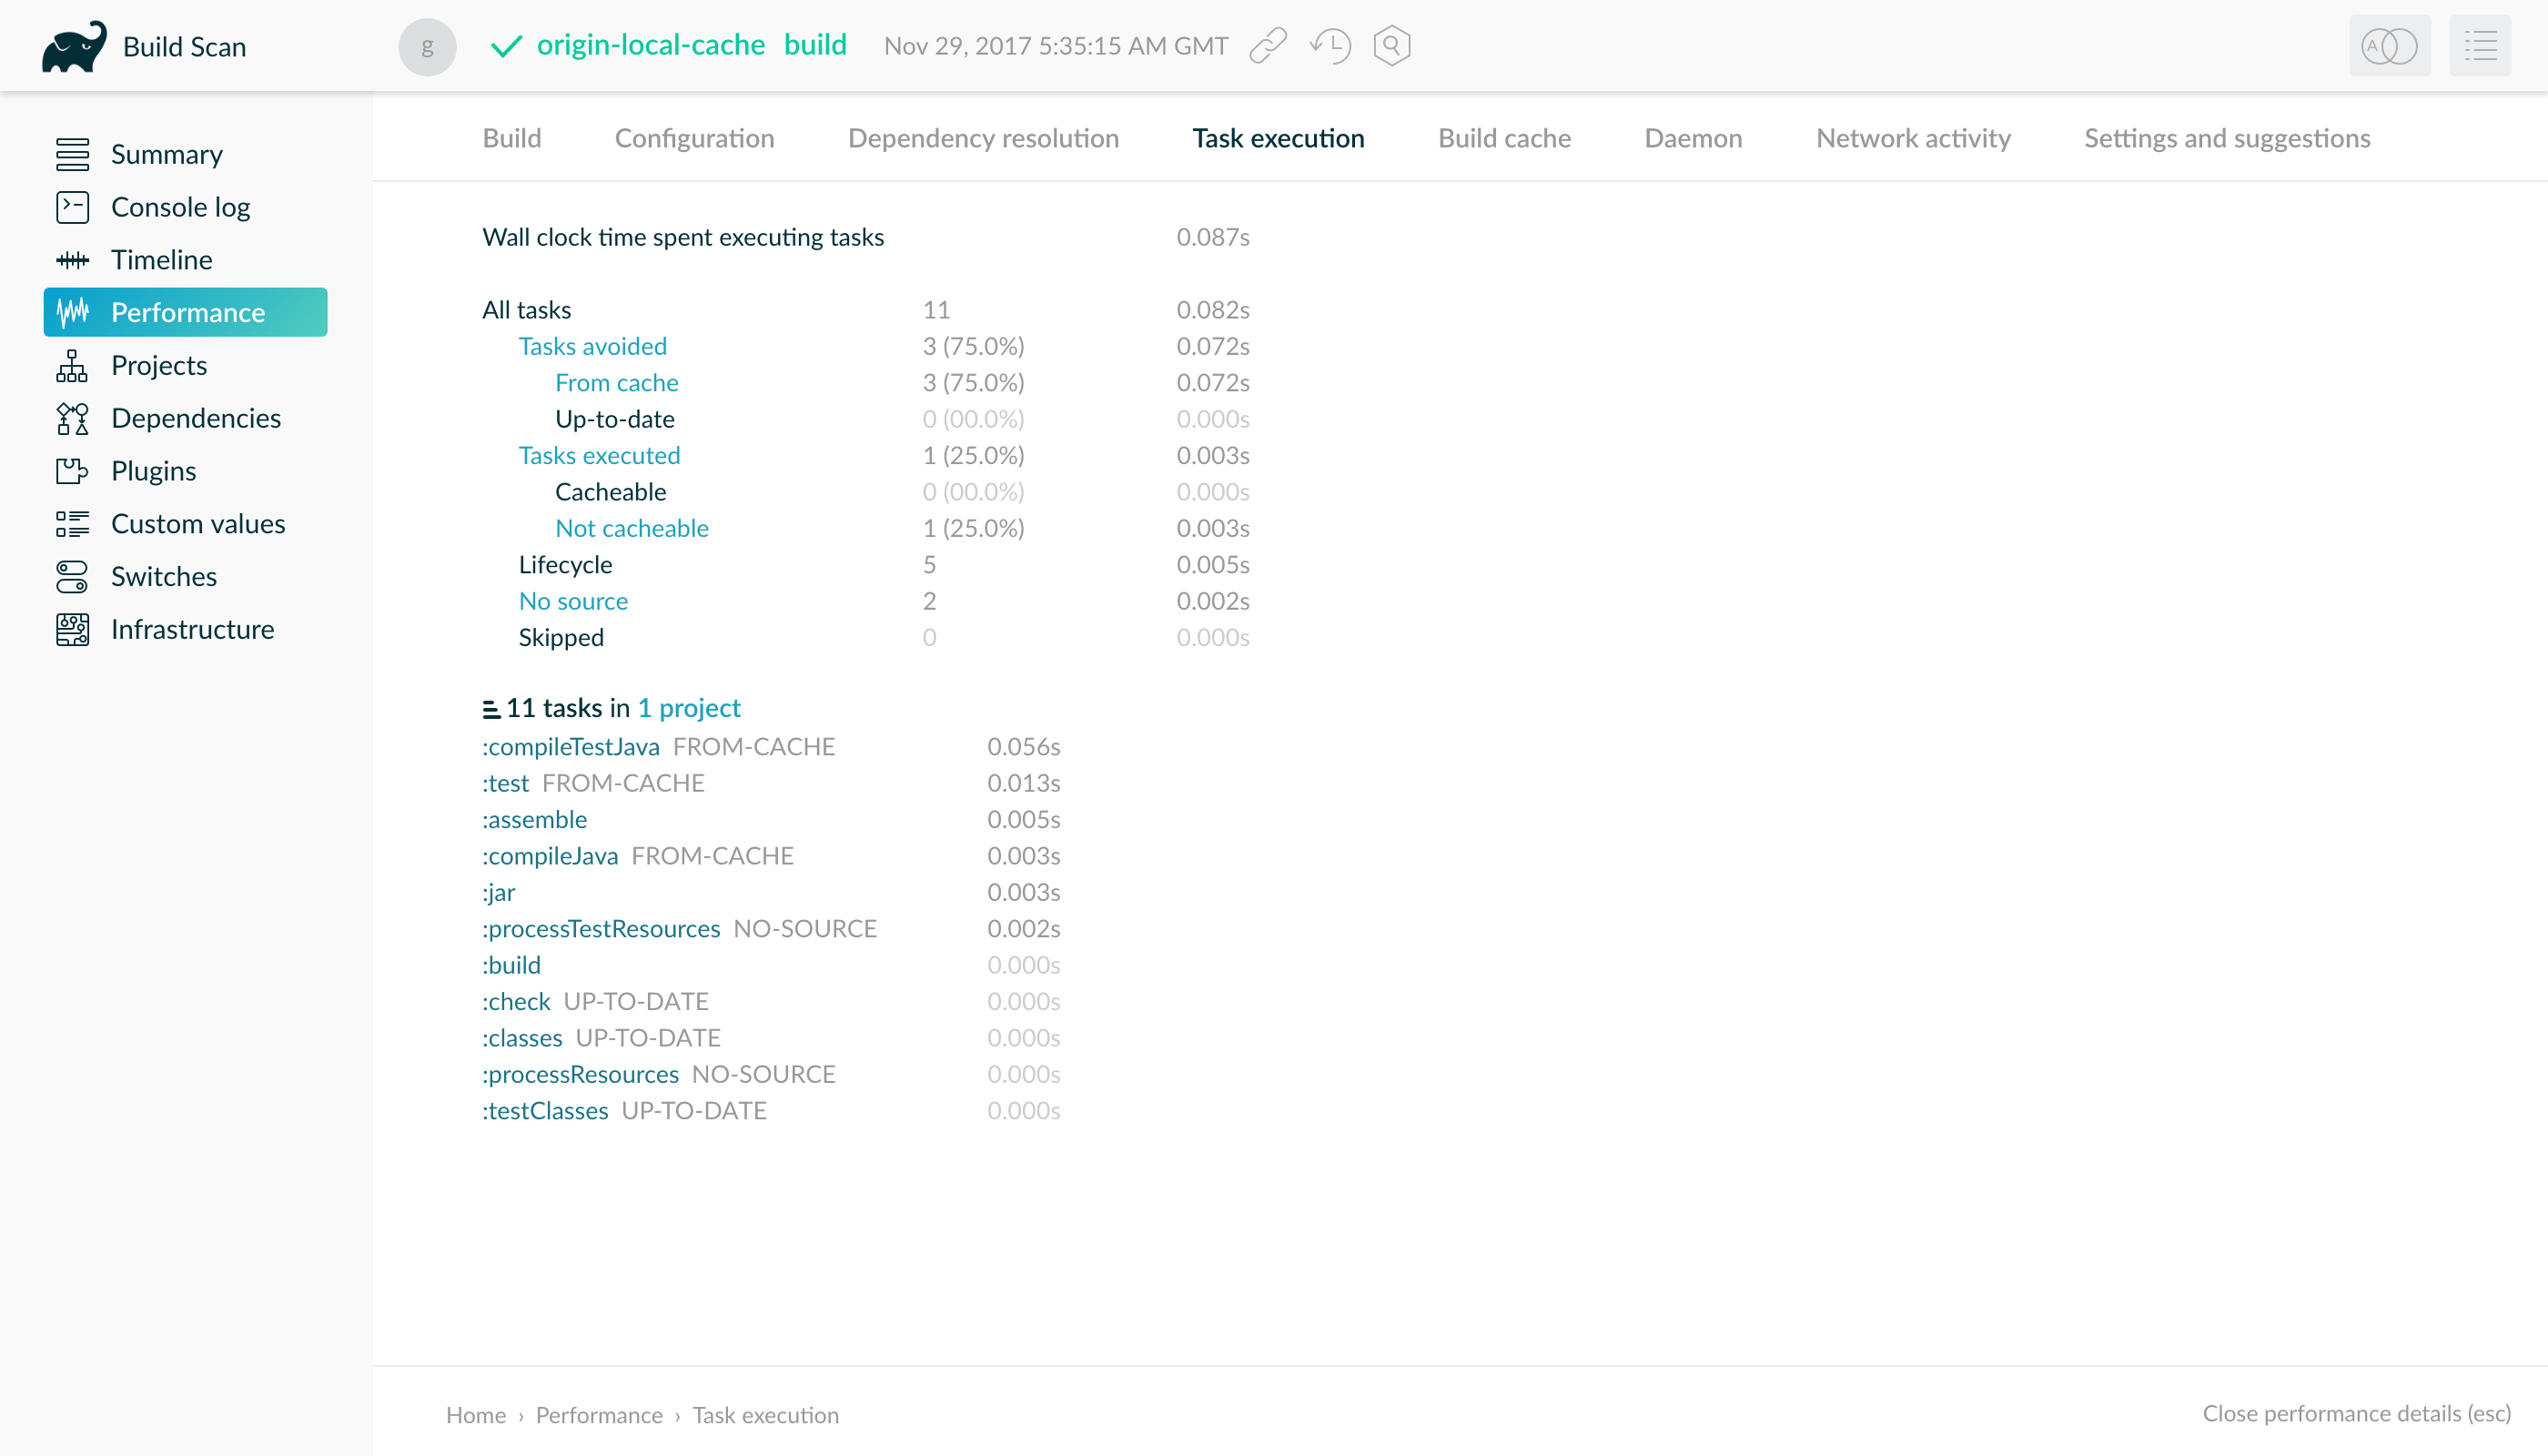 Build Scan
g origin-local-cache build Nov 29, 2017 5:35:15 AM GMT
A
Summary
Console log
Timeline
Performance
Projects
Dependencies
Plugins
Custom values
Switches
Infrastructure
Build Configuration Dependency resolution Task execution Build cache Daemon Network activity Settings and suggestions
Wall clock time spent executing tasks 0.087s
All tasks 11 0.082s
Tasks avoided 3 (75.0%) 0.072s
From cache 3 (75.0%) 0.072s
Up-to-date 0 (00.0%) 0.000s
Tasks executed 1 (25.0%) 0.003s
Cacheable 0 (00.0%) 0.000s
Not cacheable 1 (25.0%) 0.003s
Lifecycle 5 0.005s
No source 2 0.002s
Skipped 0 0.000s
11 tasks in 1 project
:compileTestJava FROM-CACHE 0.056s
:test FROM-CACHE 0.013s
:assemble 0.005s
:compileJava FROM-CACHE 0.003s
:jar 0.003s
:processTestResources NO-SOURCE 0.002s
:build 0.000s
:check UP-TO-DATE 0.000s
:classes UP-TO-DATE 0.000s
:processResources NO-SOURCE 0.000s
:testClasses UP-TO-DATE 0.000s
Home › Performance › Task execution
Close performance details (esc)